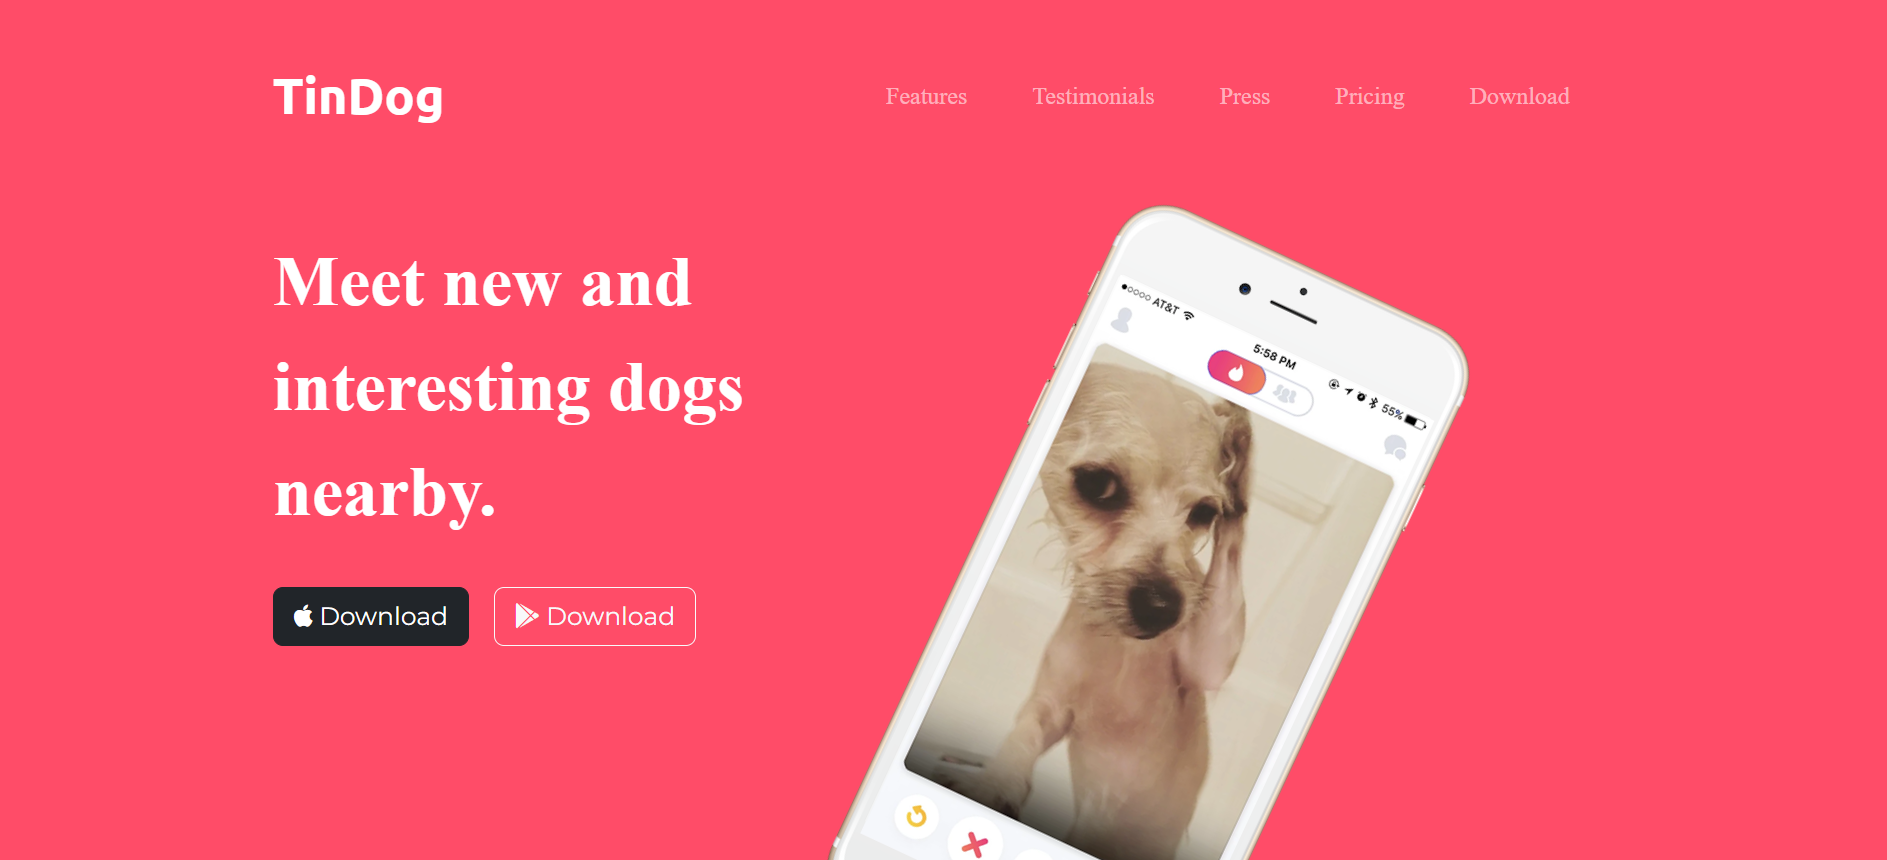 TinDog
Features Testimonials Press Pricing Download
Meet new and
interesting dogs
nearby.
Download Download
AT&T
5:58 PM
55%